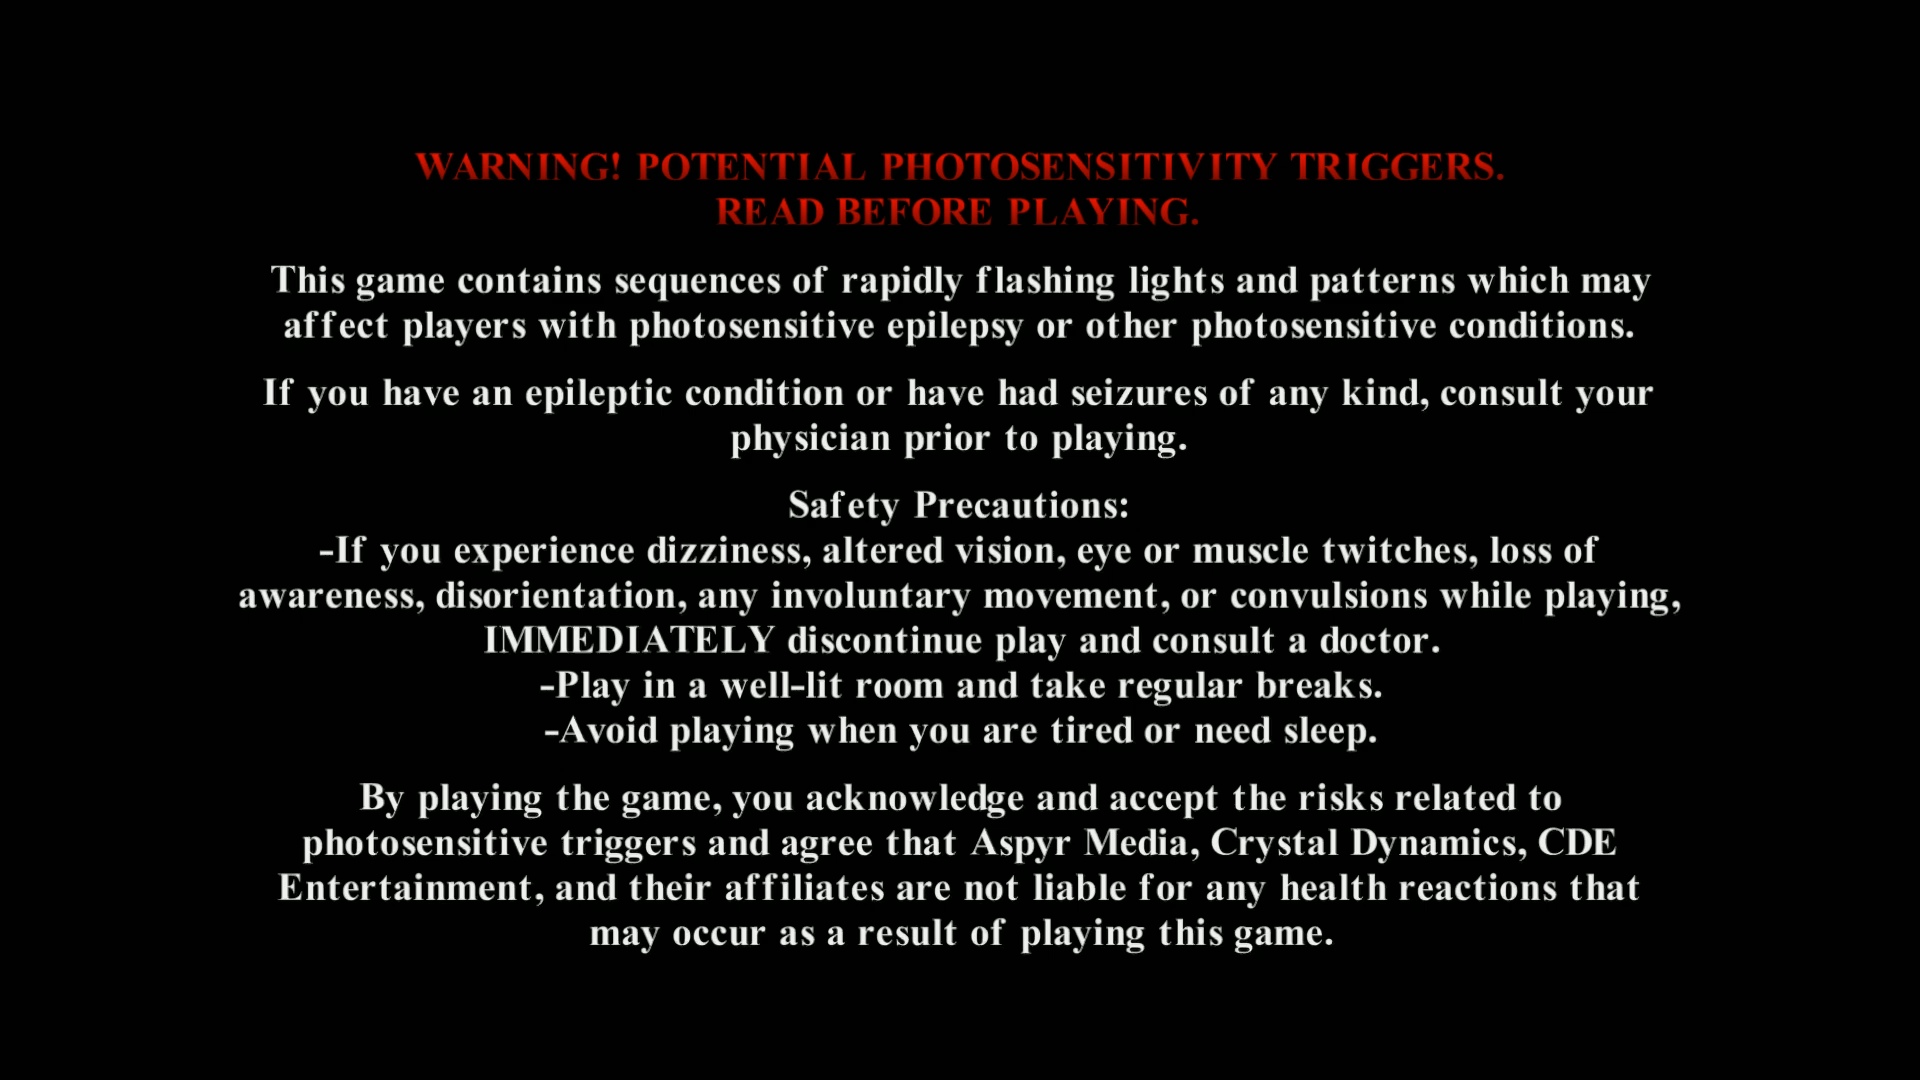 WARNING! POTENTIAL PHOTOSENSITIVITY TRIGGERS.
READ BEFORE PLAYING.
This game contains sequences of rapidly flashing lights and patterns which may
affect players with photosensitive epilepsy or other photosensitive conditions.
If you have an epileptic condition or have had seizures of any kind, consult your
physician prior to playing.
Safety Precautions:
-If you experience dizziness, altered vision, eye or muscle twitches, loss of
awareness, disorientation, any involuntary movement, or convulsions while playing,
IMMEDIATELY discontinue play and consult a doctor.
-Play in a well-lit room and take regular breaks.
-Avoid playing when you are tired or need sleep.
By playing the game, you acknowledge and accept the risks related to
photosensitive triggers and agree that Aspyr Media, Crystal Dynamics, CDE
Entertainment, and their affiliates are not liable for any health reactions that
may occur as a result of playing this game.